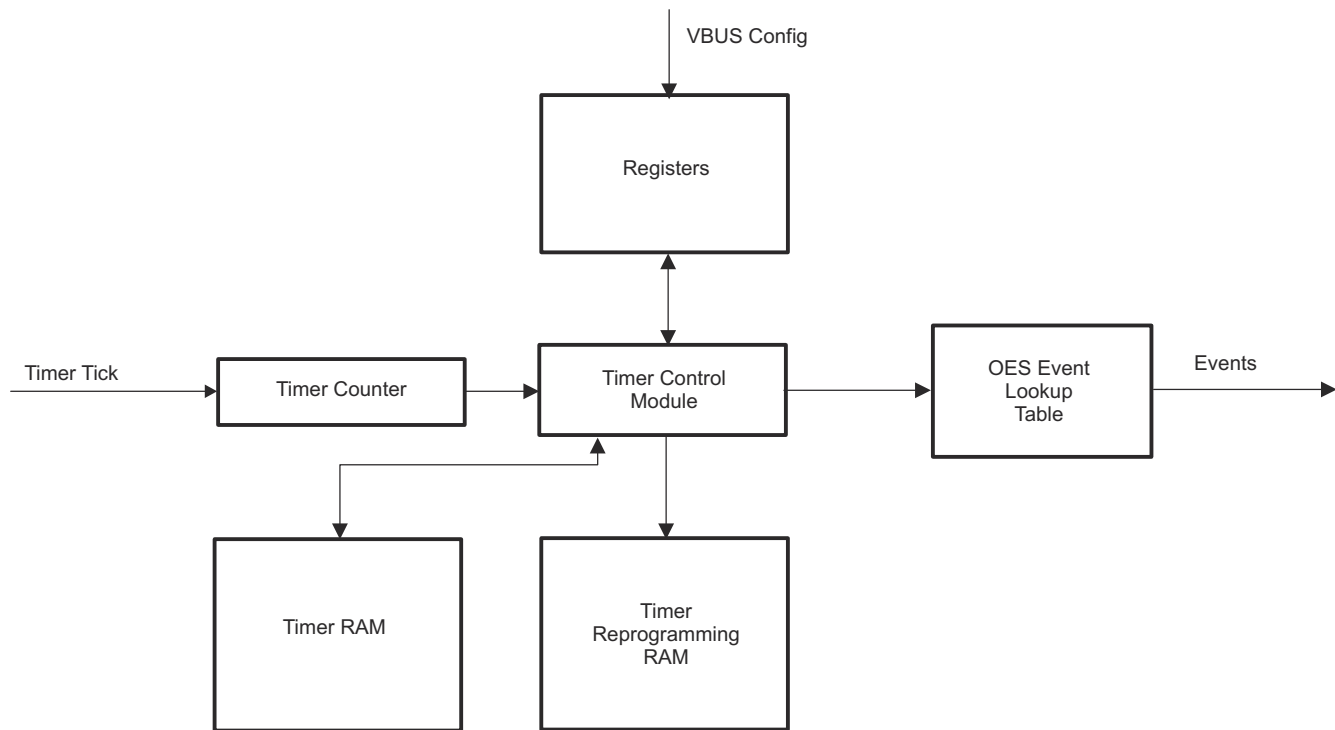 VBUS Config
Registers
Timer Tick
Timer Counter
Timer Control
Module
OES Event
Lookup
Table
Events
Timer RAM
Timer
Reprogramming
RAM